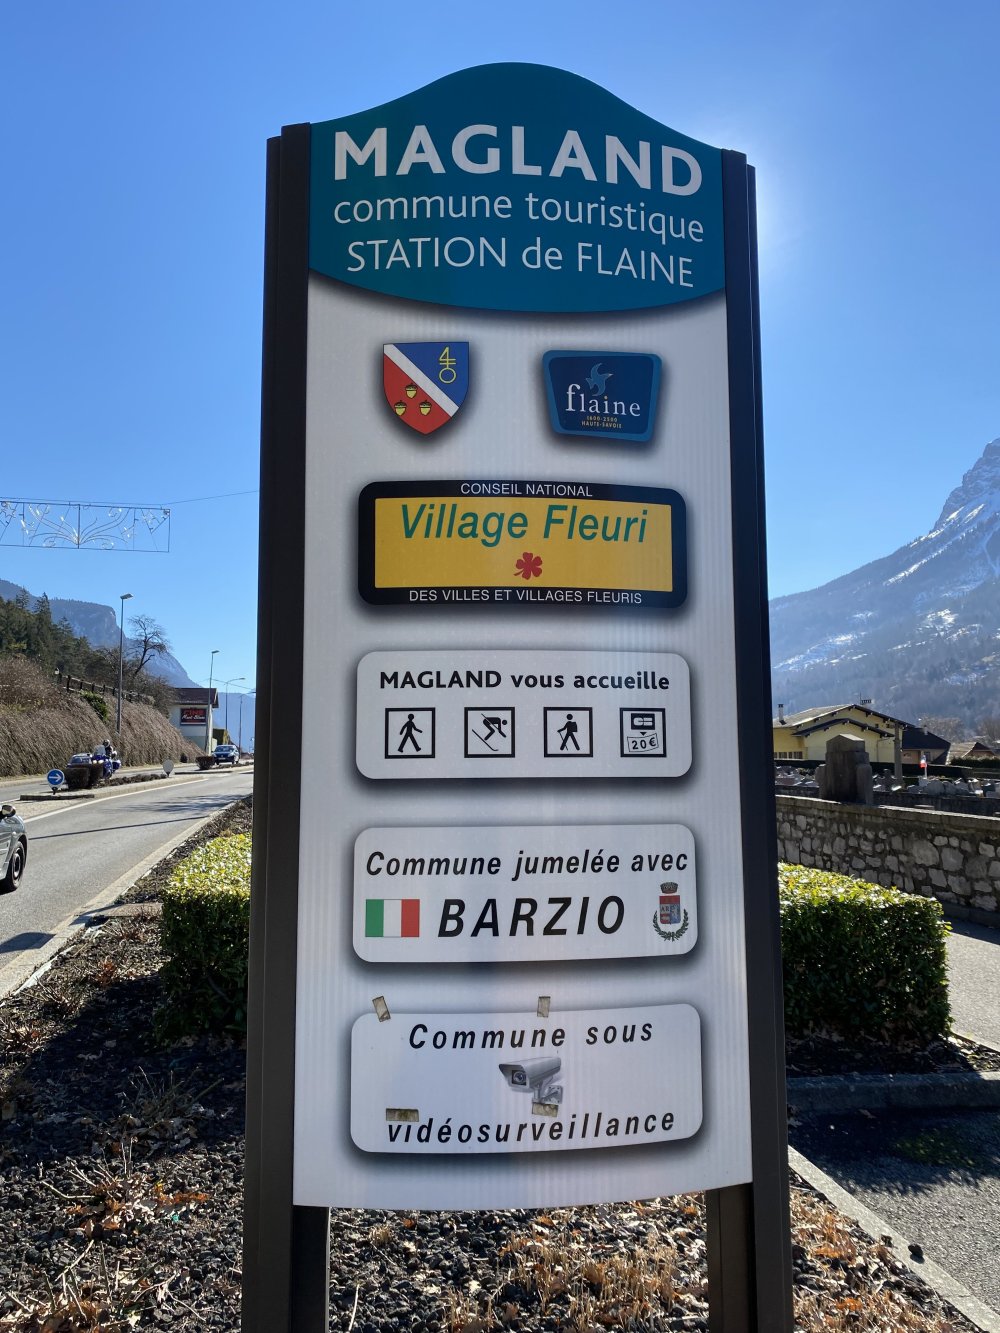 MAGLAND
commune touristique
STATION de FLAINE
flaine
1600-2500
HAUTE-SAVOIE
CONSEIL NATIONAL
Village Fleuri
DES VILLES ET VILLAGES FLEURIS
MAGLAND vous accueille
20€
Commune jumelée avec
BARZIO
Commune sous
vidéosurveillance